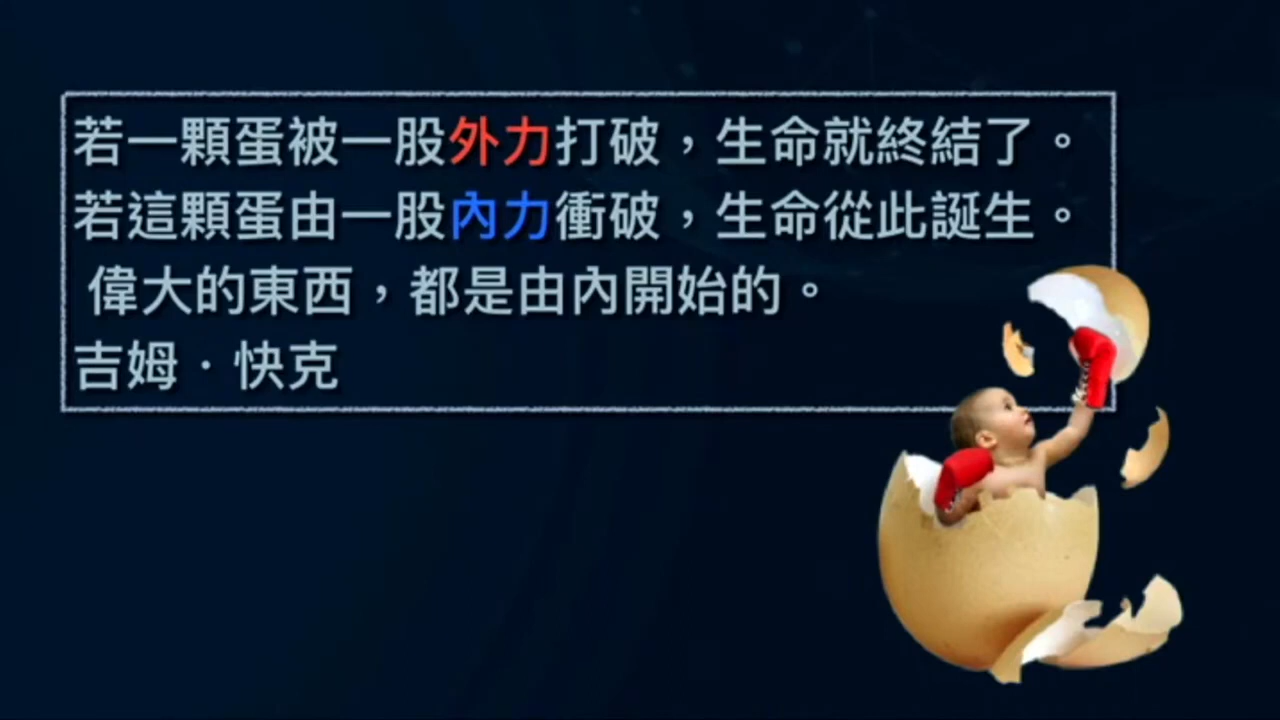 若一顆蛋被一股外力打破，生命就終結了。
若這顆蛋由一股內力衝破，生命從此誕生。
偉大的東西，都是由內開始的。
吉姆．快克